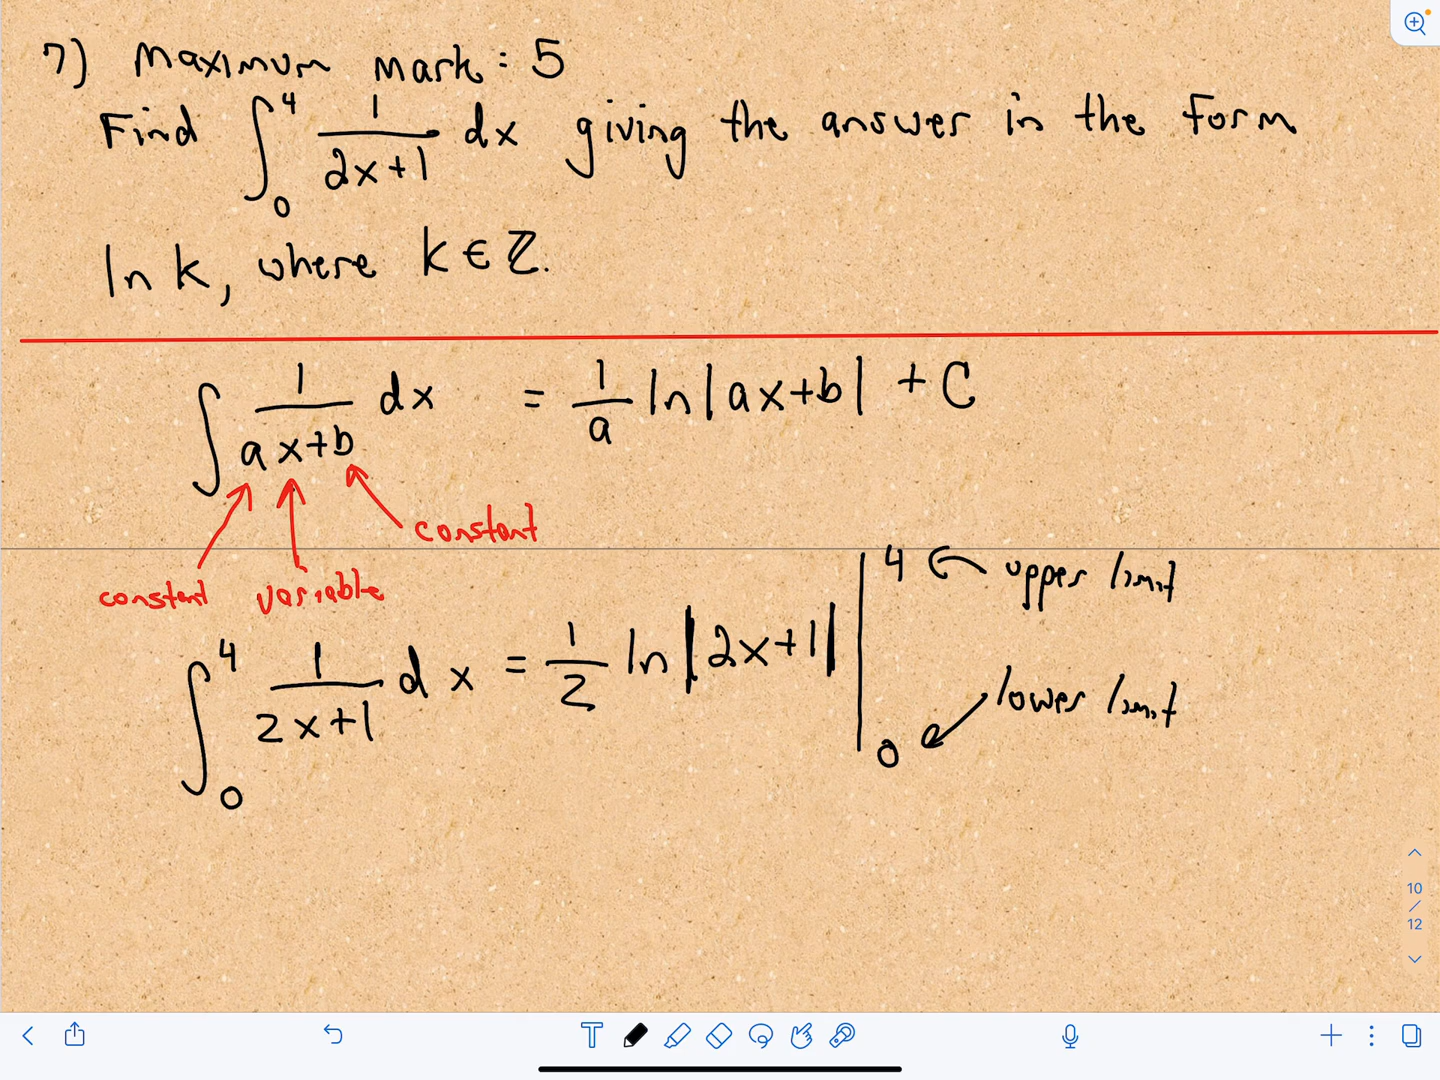 7) Maximum mark: 5
Find ∫₀⁴ 1/(2x+1) dx giving the answer in the form
ln k, where k ∈ ℤ.
∫ 1/(ax+b) dx = 1/a ln|ax+b| + C
constant
constant variable
∫₀⁴ 1/(2x+1) dx = 1/2 ln|2x+1| |₀⁴
upper limit
lower limit
10
/
12
T